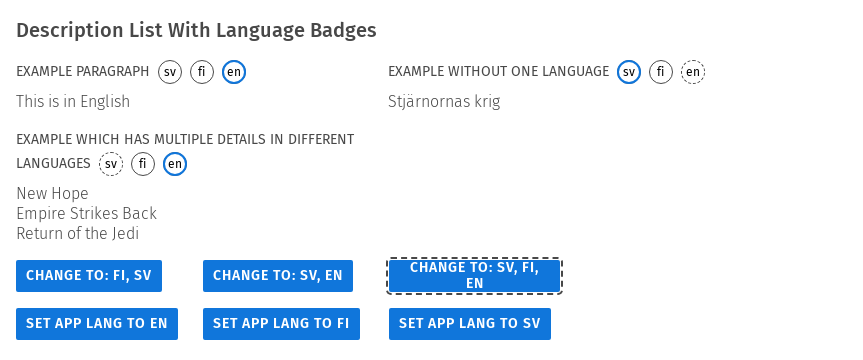 Description List With Language Badges
EXAMPLE PARAGRAPH sv fi en
This is in English
EXAMPLE WITHOUT ONE LANGUAGE sv fi en
Stjärnornas krig
EXAMPLE WHICH HAS MULTIPLE DETAILS IN DIFFERENT
LANGUAGES sv fi en
New Hope
Empire Strikes Back
Return of the Jedi
CHANGE TO: FI, SV
CHANGE TO: SV, EN
CHANGE TO: SV, FI,
EN
SET APP LANG TO EN
SET APP LANG TO FI
SET APP LANG TO SV